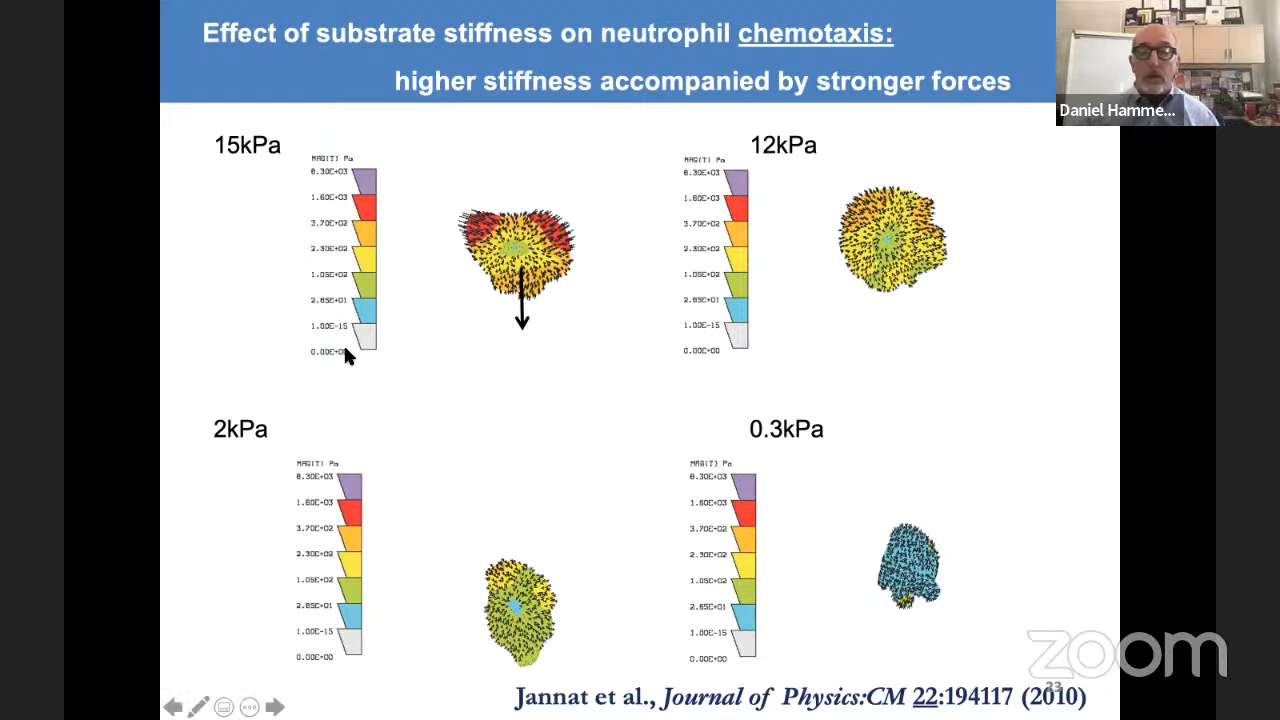 Effect of substrate stiffness on neutrophil chemotaxis:
higher stiffness accompanied by stronger forces
Daniel Hamme...
15kPa
MAG(T) Pa
8.30E+03
1.60E+03
3.70E+02
2.30E+02
1.05E+02
2.85E+01
1.00E-15
0.00E+0
12kPa
MAG(T) Pa
8.30E+03
1.60E+03
3.70E+02
2.30E+02
1.05E+02
2.85E+01
1.00E-15
0.00E+00
2kPa
MAG(T) Pa
8.30E+03
1.60E+03
3.70E+02
2.30E+02
1.05E+02
2.85E+01
1.00E-15
0.00E+00
0.3kPa
MAG(T) Pa
8.30E+03
1.60E+03
3.70E+02
2.30E+02
1.05E+02
2.85E+01
1.00E-15
0.00E+00
zoom
23
Jannat et al., Journal of Physics:CM 22:194117 (2010)